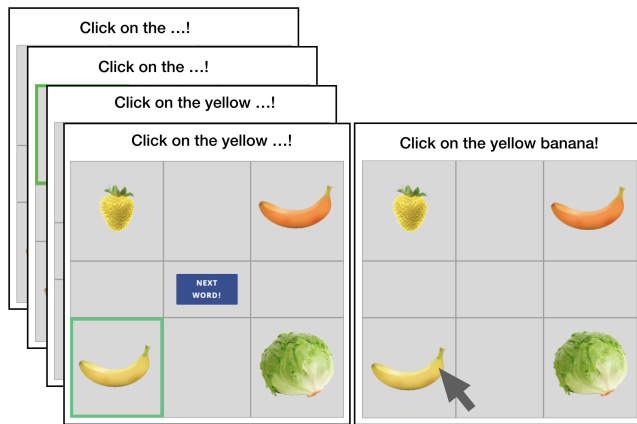 Click on the ...!
Click on the ...!
Click on the yellow ...!
Click on the yellow ...!
Click on the yellow banana!
NEXT
WORD!